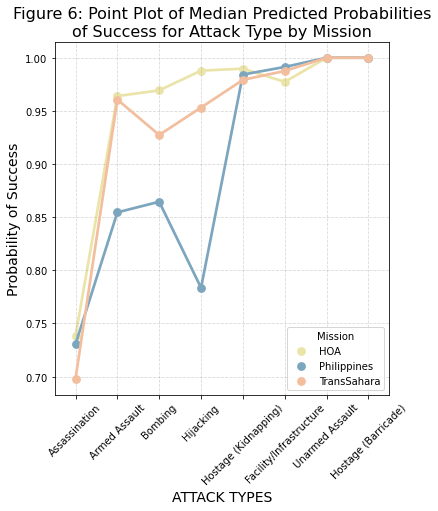 Figure 6: Point Plot of Median Predicted Probabilities
of Success for Attack Type by Mission
Probability of Success
1.00
0.95
0.90
0.85
0.80
0.75
0.70
Mission
HOA
Philippines
TransSahara
Assassination
Armed Assault
Bombing
Hijacking
Hostage (Kidnapping)
Facility/Infrastructure
Unarmed Assault
Hostage (Barricade)
ATTACK TYPES